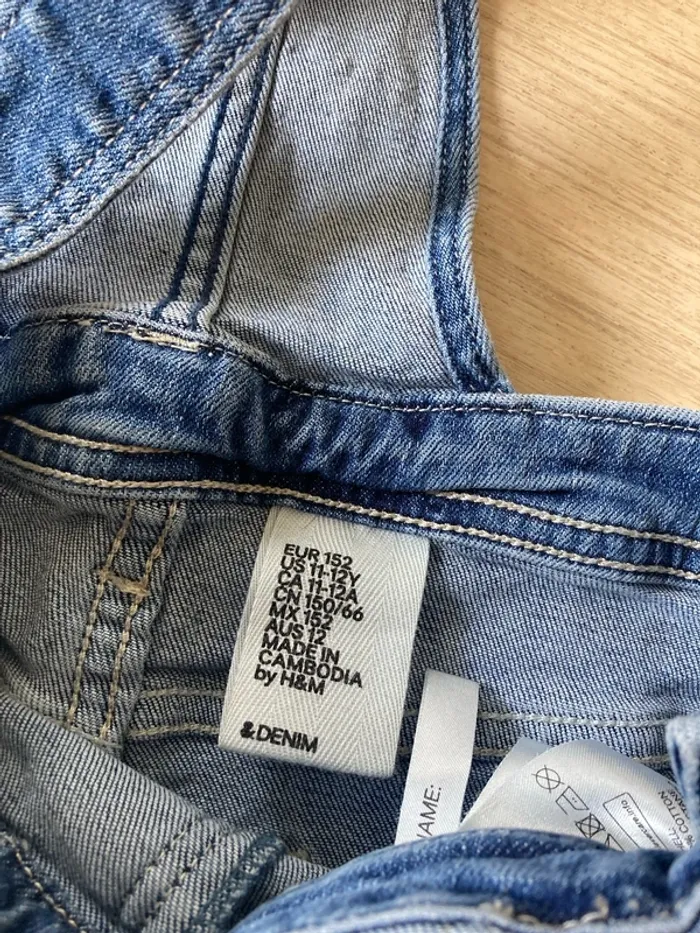 EUR 152
US 11-12Y
CA 11-12A
CN 150/66
MX 152
AUS 12
MADE IN
CAMBODIA
by H&M
&DENIM
NAME:
% COTTON